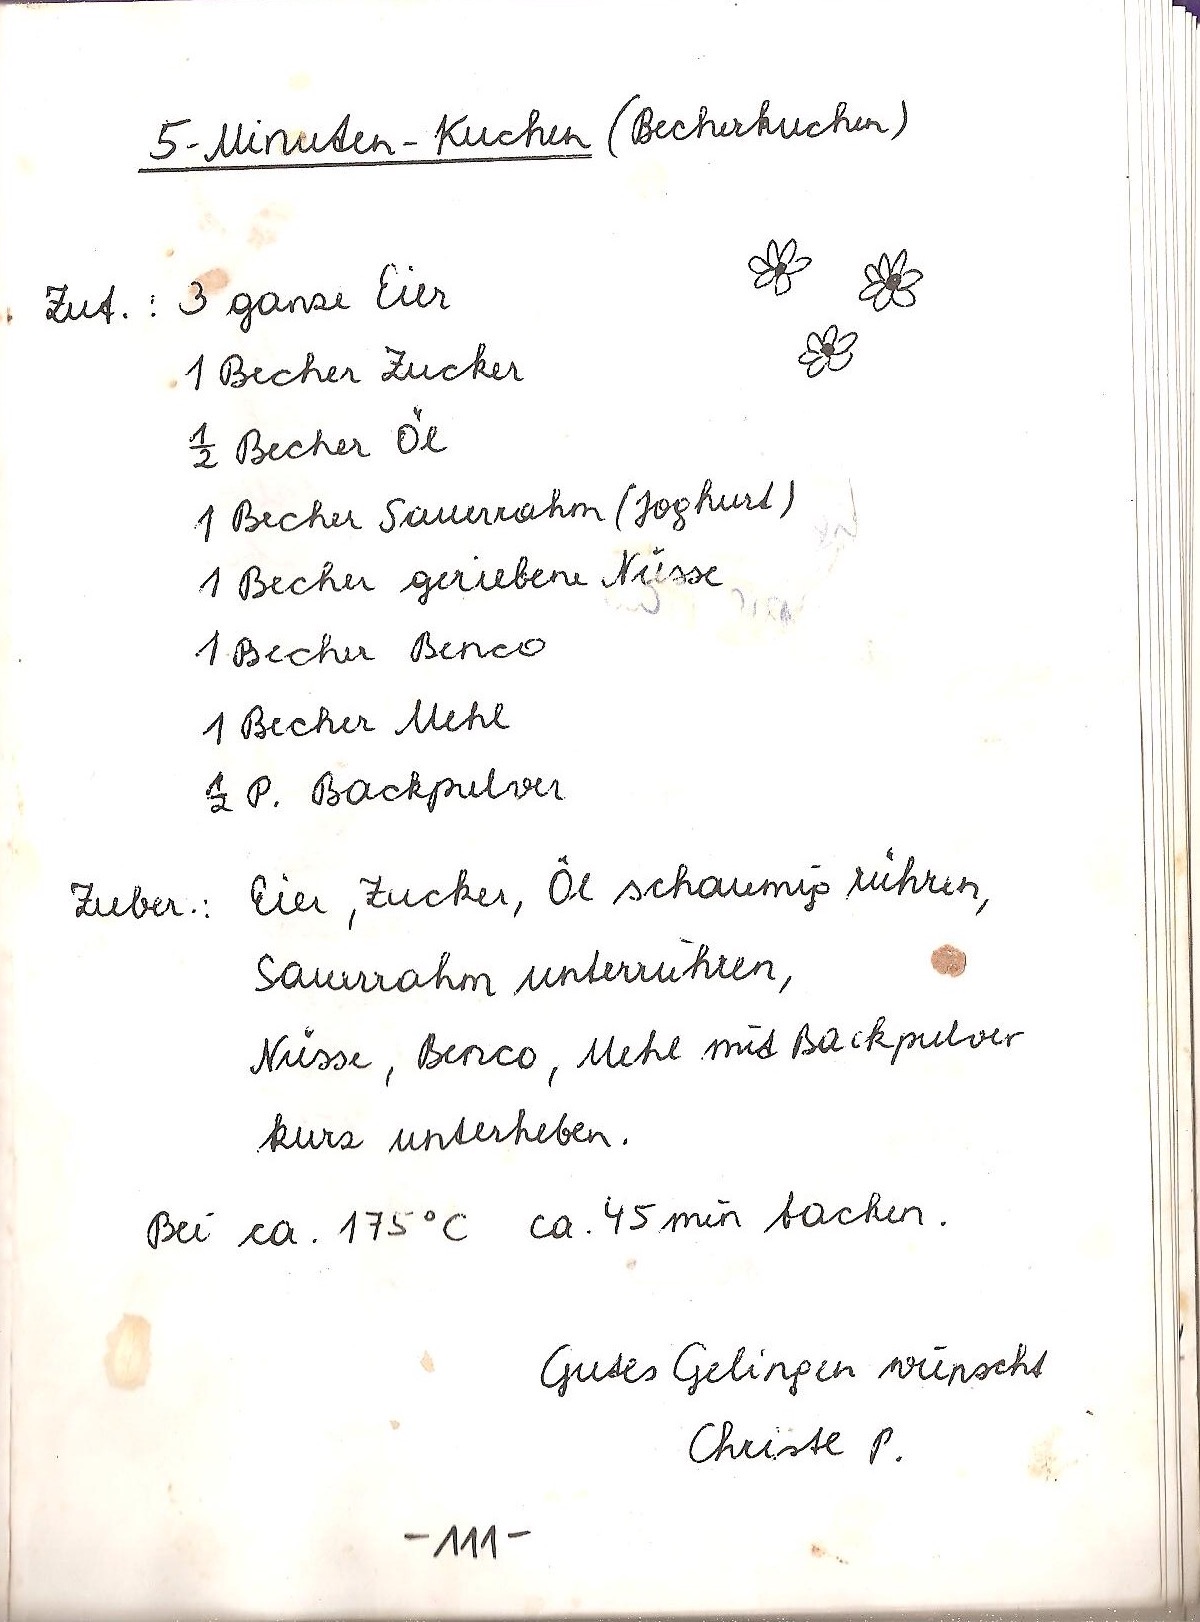 5-Minuten-Kuchen (Becherkuchen)
Zut.: 3 ganze Eier
1 Becher Zucker
½ Becher Öl
1 Becher Sauerrahm (Joghurt)
1 Becher geriebene Nüsse
1 Becher Benco
1 Becher Mehl
½ P. Backpulver
Zuber.: Eier, Zucker, Öl schaumig rühren,
Sauerrahm unterrühren,
Nüsse, Benco, Mehl mit Backpulver
kurz unterheben.
Bei ca. 175°C ca. 45 min backen.
Gutes Gelingen wünscht
Christl P.
-111-